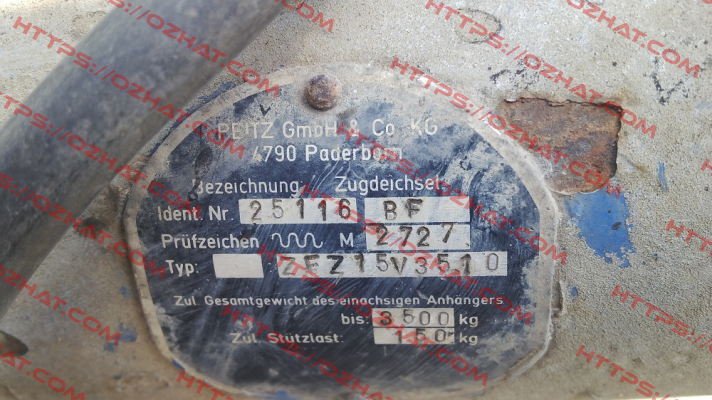 PEITZ GmbH & Co KG
4790 Paderborn
Bezeichnung Zugdeichsel
Ident. Nr. 25116 BF
Prüfzeichen M 2727
Typ: ZFZ15V3510
Zul. Gesamtgewicht des einachsigen Anhängers
bis: 3500 kg
Zul. Stützlast: 150 kg
HTTPS://OZHAT.COM